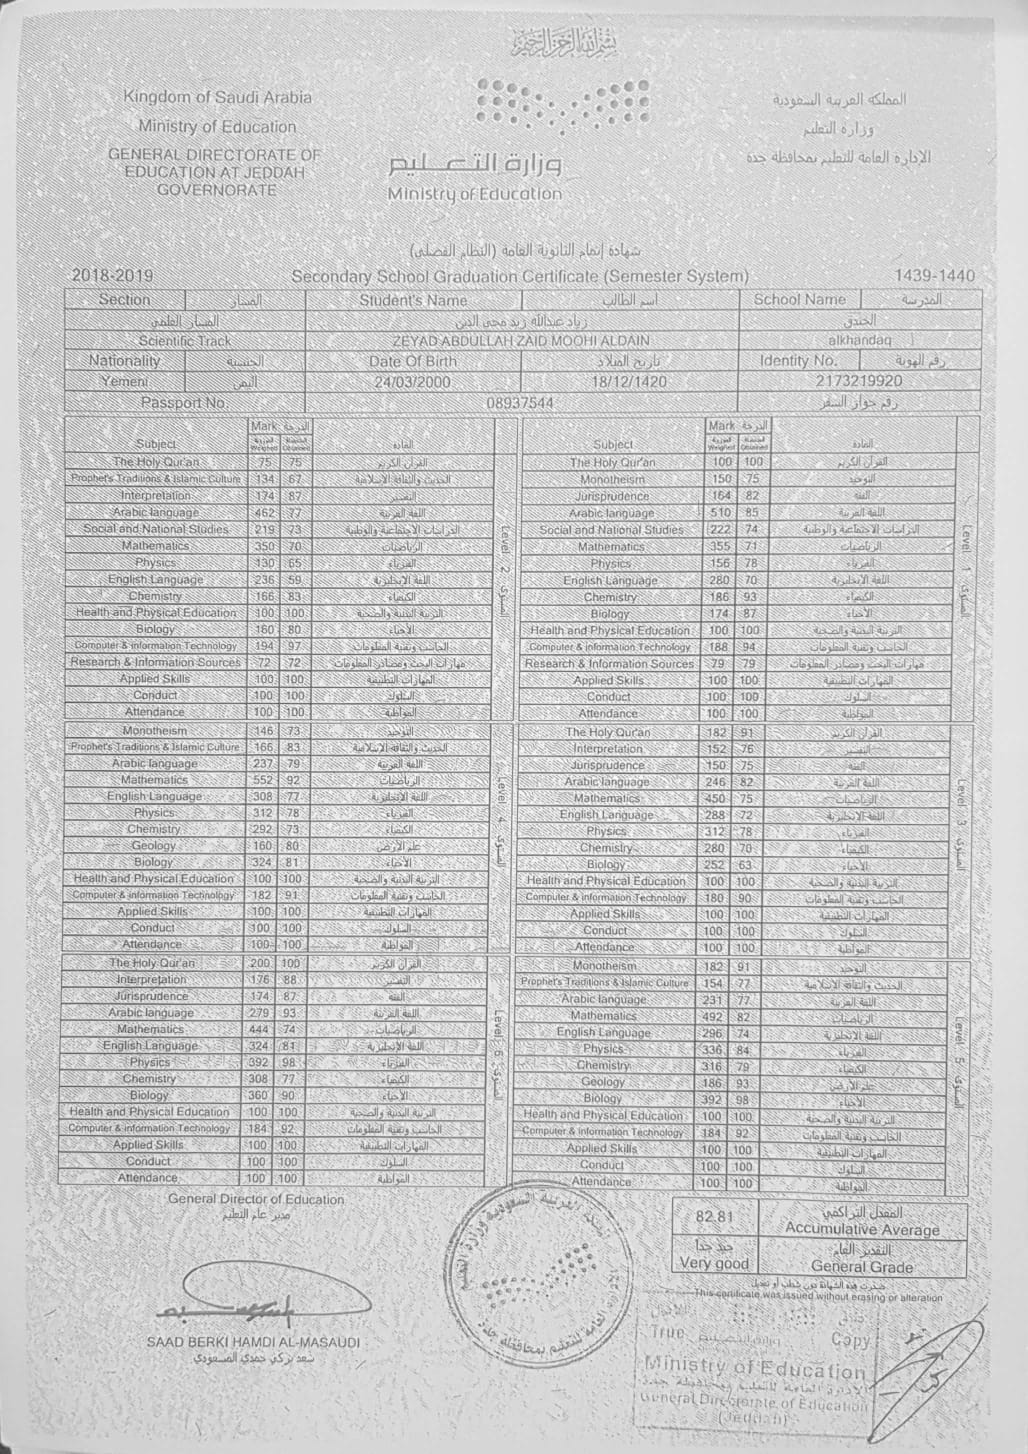 بسم الله الرحمن الرحيم
Kingdom of Saudi Arabia
Ministry of Education
GENERAL DIRECTORATE OF
EDUCATION AT JEDDAH
GOVERNORATE
وزارة التعليم
Ministry of Education
المملكة العربية السعودية
وزارة التعليم
الإدارة العامة للتعليم بمحافظة جدة
شهادة إتمام الثانوية العامة (النظام الفصلي)
2018-2019 Secondary School Graduation Certificate (Semester System) 1439-1440
Section المسار Student's Name اسم الطالب School Name المدرسة
المسار العلمي زياد عبدالله زيد محي الدين الخندق
Scientific Track ZEYAD ABDULLAH ZAID MOOHI ALDAIN alkhandaq
Nationality الجنسية Date Of Birth تاريخ الميلاد Identity No. رقم الهوية
Yemeni اليمن 24/03/2000 18/12/1420 2173219920
Passport No. 08937544 رقم جواز السفر
Mark الدرجة
Subject الموزونة Weighted المكتسبة Obtained المادة
The Holy Qur'an 75 75 القرآن الكريم
Prophet's Traditions & Islamic Culture 134 67 الحديث والثقافة الإسلامية
Interpretation 174 87 التفسير
Arabic language 462 77 اللغة العربية
Social and National Studies 219 73 الدراسات الاجتماعية والوطنية
Mathematics 350 70 الرياضيات
Physics 130 65 الفيزياء
English Language 236 59 اللغة الإنجليزية
Chemistry 166 83 الكيمياء
Health and Physical Education 100 100 التربية البدنية والصحية
Biology 160 80 الأحياء
Computer & information Technology 194 97 الحاسب وتقنية المعلومات
Research & Information Sources 72 72 مهارات البحث ومصادر المعلومات
Applied Skills 100 100 المهارات التطبيقية
Conduct 100 100 السلوك
Attendance 100 100 المواظبة
Level 2 المستوى
Mark الدرجة
Subject الموزونة Weighted المكتسبة Obtained المادة
The Holy Qur'an 100 100 القرآن الكريم
Monotheism 150 75 التوحيد
Jurisprudence 164 82 الفقه
Arabic language 510 85 اللغة العربية
Social and National Studies 222 74 الدراسات الاجتماعية والوطنية
Mathematics 355 71 الرياضيات
Physics 156 78 الفيزياء
English Language 280 70 اللغة الإنجليزية
Chemistry 186 93 الكيمياء
Biology 174 87 الأحياء
Health and Physical Education 100 100 التربية البدنية والصحية
Computer & information Technology 188 94 الحاسب وتقنية المعلومات
Research & Information Sources 79 79 مهارات البحث ومصادر المعلومات
Applied Skills 100 100 المهارات التطبيقية
Conduct 100 100 السلوك
Attendance 100 100 المواظبة
Level 1 المستوى
Monotheism 146 73 التوحيد
Prophet's Traditions & Islamic Culture 166 83 الحديث والثقافة الإسلامية
Arabic language 237 79 اللغة العربية
Mathematics 552 92 الرياضيات
English Language 308 77 اللغة الإنجليزية
Physics 312 78 الفيزياء
Chemistry 292 73 الكيمياء
Geology 160 80 علم الأرض
Biology 324 81 الأحياء
Health and Physical Education 100 100 التربية البدنية والصحية
Computer & information Technology 182 91 الحاسب وتقنية المعلومات
Applied Skills 100 100 المهارات التطبيقية
Conduct 100 100 السلوك
Attendance 100 100 المواظبة
Level 4 المستوى
The Holy Qur'an 182 91 القرآن الكريم
Interpretation 152 76 التفسير
Jurisprudence 150 75 الفقه
Arabic language 246 82 اللغة العربية
Mathematics 450 75 الرياضيات
English Language 288 72 اللغة الإنجليزية
Physics 312 78 الفيزياء
Chemistry 280 70 الكيمياء
Biology 252 63 الأحياء
Health and Physical Education 100 100 التربية البدنية والصحية
Computer & information Technology 180 90 الحاسب وتقنية المعلومات
Applied Skills 100 100 المهارات التطبيقية
Conduct 100 100 السلوك
Attendance 100 100 المواظبة
Level 3 المستوى
The Holy Qur'an 200 100 القرآن الكريم
Interpretation 176 88 التفسير
Jurisprudence 174 87 الفقه
Arabic language 279 93 اللغة العربية
Mathematics 444 74 الرياضيات
English Language 324 81 اللغة الإنجليزية
Physics 392 98 الفيزياء
Chemistry 308 77 الكيمياء
Biology 360 90 الأحياء
Health and Physical Education 100 100 التربية البدنية والصحية
Computer & information Technology 184 92 الحاسب وتقنية المعلومات
Applied Skills 100 100 المهارات التطبيقية
Conduct 100 100 السلوك
Attendance 100 100 المواظبة
Level 6 المستوى
Monotheism 182 91 التوحيد
Prophet's Traditions & Islamic Culture 154 77 الحديث والثقافة الإسلامية
Arabic language 231 77 اللغة العربية
Mathematics 492 82 الرياضيات
English Language 296 74 اللغة الإنجليزية
Physics 336 84 الفيزياء
Chemistry 316 79 الكيمياء
Geology 186 93 علم الأرض
Biology 392 98 الأحياء
Health and Physical Education 100 100 التربية البدنية والصحية
Computer & information Technology 184 92 الحاسب وتقنية المعلومات
Applied Skills 100 100 المهارات التطبيقية
Conduct 100 100 السلوك
Attendance 100 100 المواظبة
Level 5 المستوى
General Director of Education
مدير عام التعليم
SAAD BERKI HAMDI AL-MASAUDI
سعد بركي حمدي المسعودي
المملكة العربية السعودية وزارة التعليم
العامة للتعليم بمحافظة جدة
82.81 المعدل التراكمي
Accumulative Average
جيد جدا التقدير العام
Very good General Grade
صدرت هذه الشهادة دون شطب أو تعديل
This certificate was issued without erasing or alteration
True Copy
وزارة التعليم
Ministry of Education
الإدارة العامة للتعليم بمحافظة جدة
General Directorate of Education
(Jeddah)